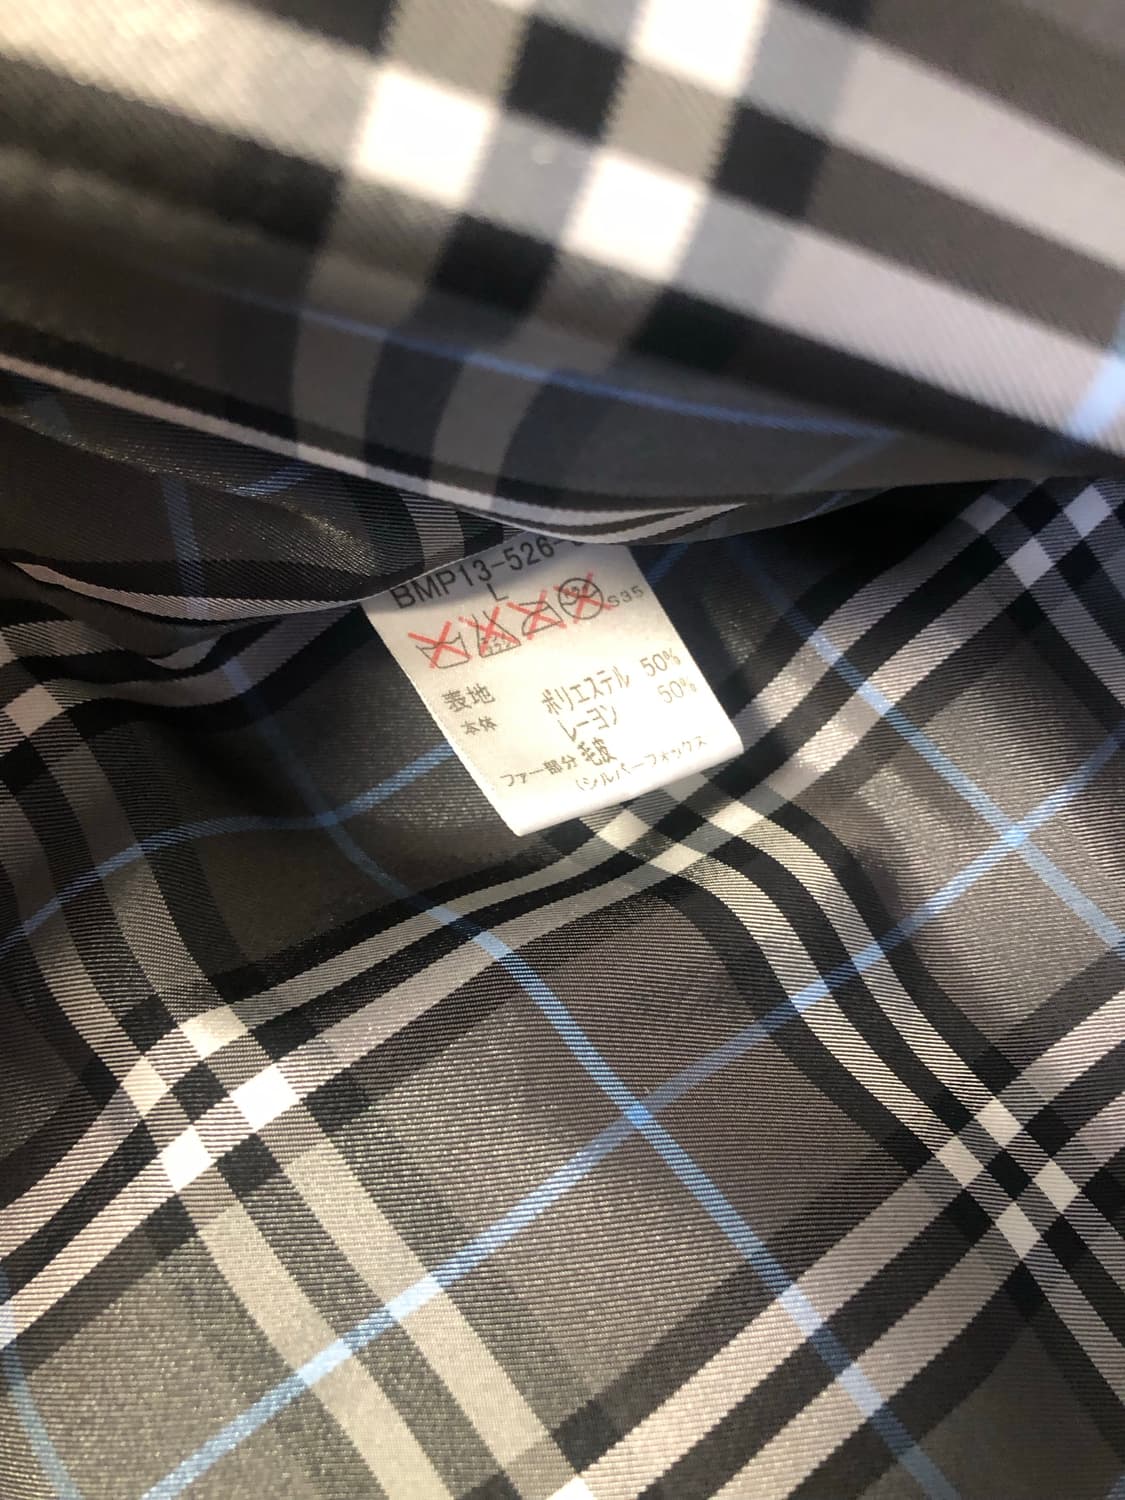 BMP13-526-
L
S35
表地 ポリエステル 50%
本体 レーヨン 50%
ファー部分 毛皮
(シルバーフォックス